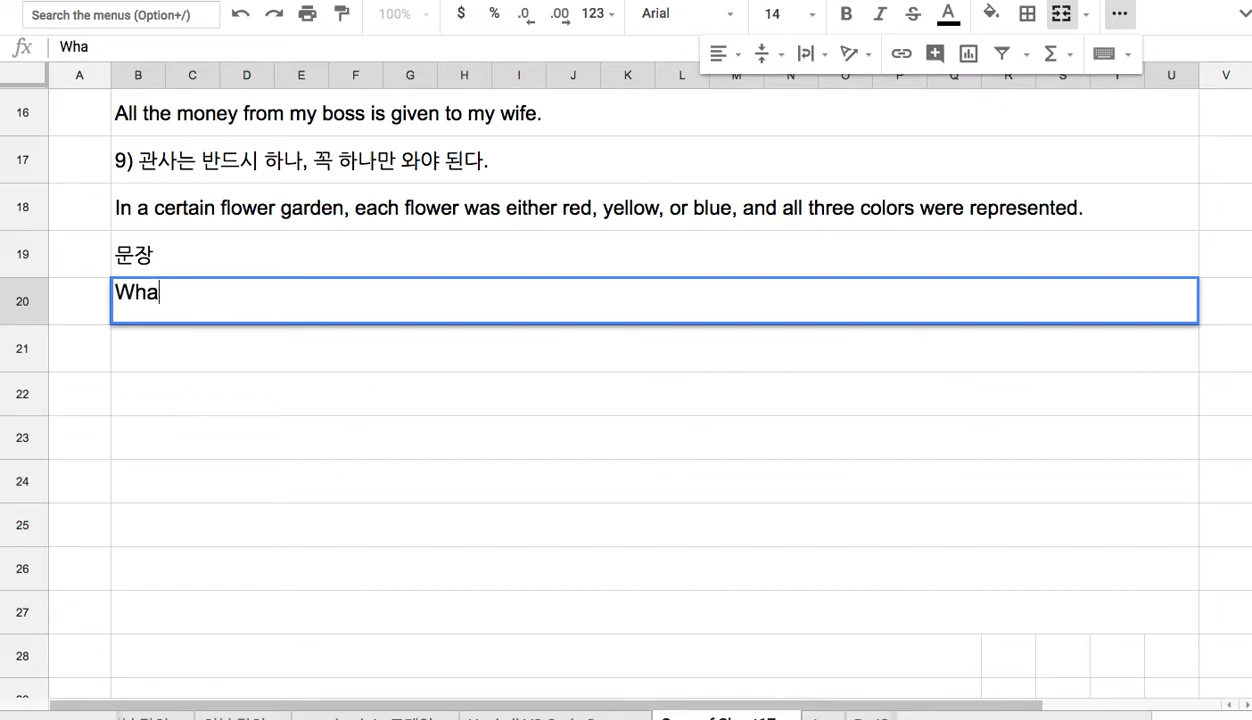 Search the menus (Option+/) 100% $ % .0 .00 123 Arial 14 B I S A
fx Wha
A B C D E F G H I J K L M N O P Q R S T U V
16 All the money from my boss is given to my wife.
17 9) 관사는 반드시 하나, 꼭 하나만 와야 된다.
18 In a certain flower garden, each flower was either red, yellow, or blue, and all three colors were represented.
19 문장
20 Wha
21
22
23
24
25
26
27
28